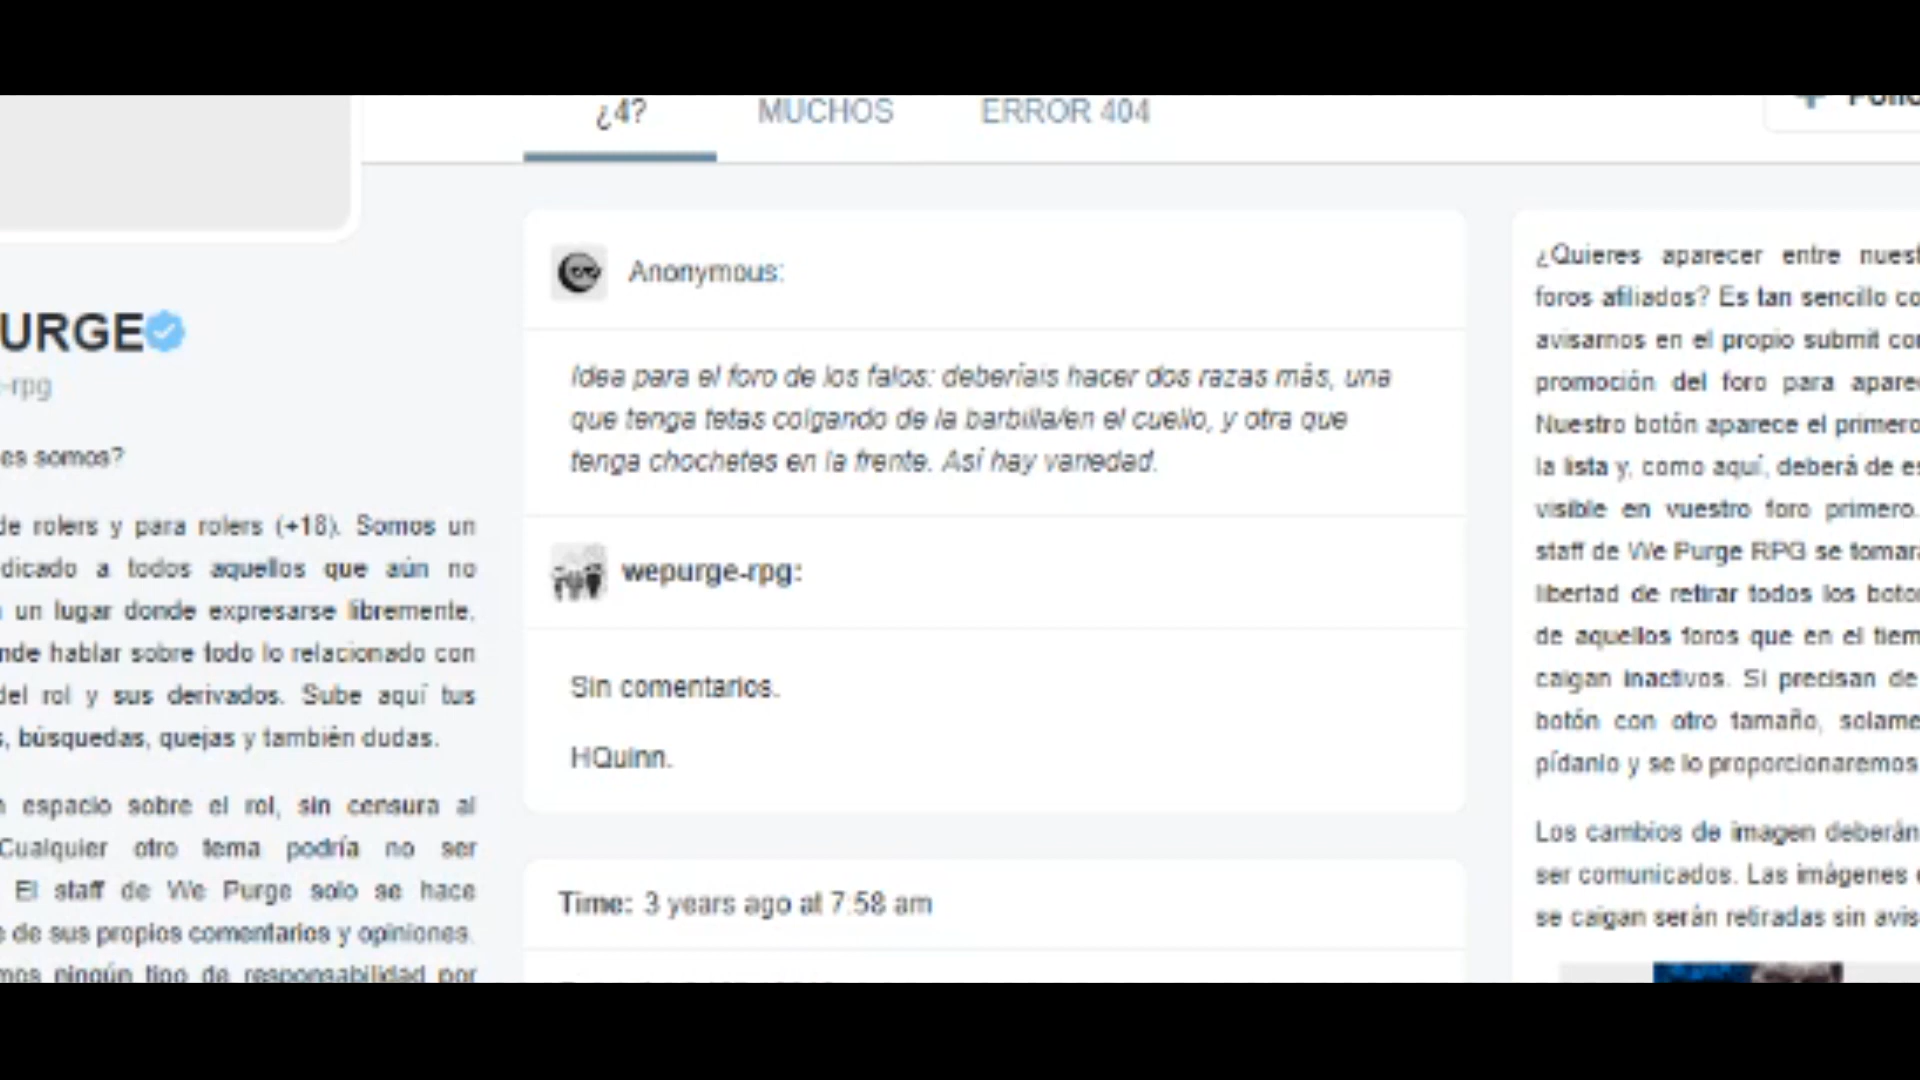 ¿4? MUCHOS ERROR 404
URGE
-rpg
es somos?
de rolers y para rolers (+18). Somos un
dicado a todos aquellos que aún no
un lugar donde expresarse libremente,
nde hablar sobre todo lo relacionado con
del rol y sus derivados. Sube aquí tus
s, búsquedas, quejas y también dudas.
espacio sobre el rol, sin censura al
Cualquier otro tema podría no ser
El staff de We Purge solo se hace
e de sus propios comentarios y opiniones.
mos ningún tipo de responsabilidad por
Anonymous:
Idea para el foro de los falos: deberíais hacer dos razas más, una
que tenga tetas colgando de la barbilla/en el cuello, y otra que
tenga chochetes en la frente. Así hay variedad.
wepurge-rpg:
Sin comentarios.
HQuinn.
Time: 3 years ago at 7:58 am
¿Quieres aparecer entre nuest
foros afiliados? Es tan sencillo co
avisarnos en el propio submit con
promoción del foro para apare
Nuestro botón aparece el primero
la lista y, como aquí, deberá de es
visible en vuestro foro primero.
staff de We Purge RPG se tomar
libertad de retirar todos los boto
de aquellos foros que en el tiem
caigan inactivos. Si precisan de
botón con otro tamaño, solame
pídanlo y se lo proporcionaremos
Los cambios de imagen deberán
ser comunicados. Las imágenes
se caigan serán retiradas sin avis